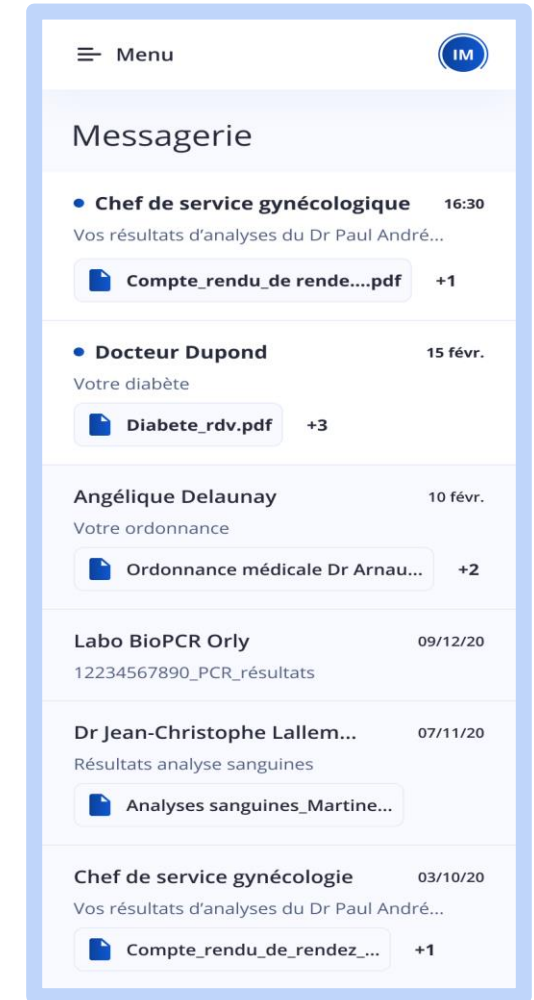 Menu
IM
Messagerie
Chef de service gynécologique 16:30
Vos résultats d’analyses du Dr Paul André...
Compte_rendu_de rende....pdf +1
Docteur Dupond 15 févr.
Votre diabète
Diabete_rdv.pdf +3
Angélique Delaunay 10 févr.
Votre ordonnance
Ordonnance médicale Dr Arnau... +2
Labo BioPCR Orly 09/12/20
12234567890_PCR_résultats
Dr Jean-Christophe Lallem... 07/11/20
Résultats analyse sanguines
Analyses sanguines_Martine...
Chef de service gynécologie 03/10/20
Vos résultats d’analyses du Dr Paul André...
Compte_rendu_de_rendez_... +1